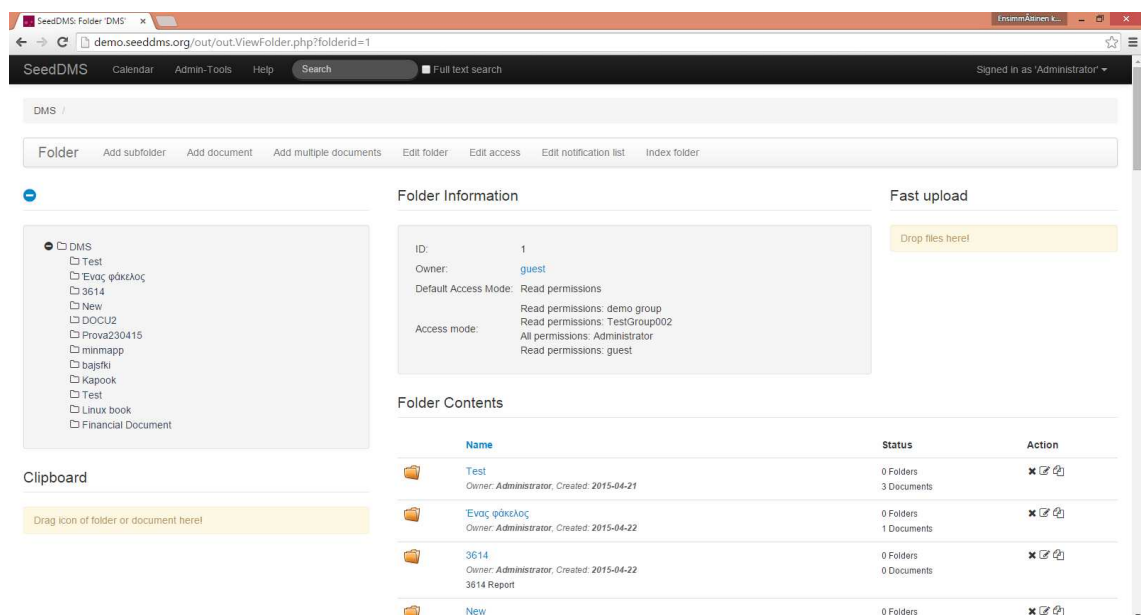 SeedDMS: Folder 'DMS'
EnsimmÃ¤inen k...
demo.seeddms.org/out/out.ViewFolder.php?folderid=1
SeedDMS Calendar Admin-Tools Help Search Full text search Signed in as 'Administrator'
DMS /
Folder Add subfolder Add document Add multiple documents Edit folder Edit access Edit notification list Index folder
DMS
Test
Ένας φάκελος
3614
New
DOCU2
Prova230415
minmapp
bajsfki
Kapook
Test
Linux book
Financial Document
Clipboard
Drag icon of folder or document here!
Folder Information
ID: 1
Owner: guest
Default Access Mode: Read permissions
Access mode:
Read permissions: demo group
Read permissions: TestGroup002
All permissions: Administrator
Read permissions: guest
Fast upload
Drop files here!
Folder Contents
Name Status Action
Test
Owner: Administrator, Created: 2015-04-21
0 Folders
3 Documents
Ένας φάκελος
Owner: Administrator, Created: 2015-04-22
0 Folders
1 Documents
3614
Owner: Administrator, Created: 2015-04-22
3614 Report
0 Folders
0 Documents
New
0 Folders